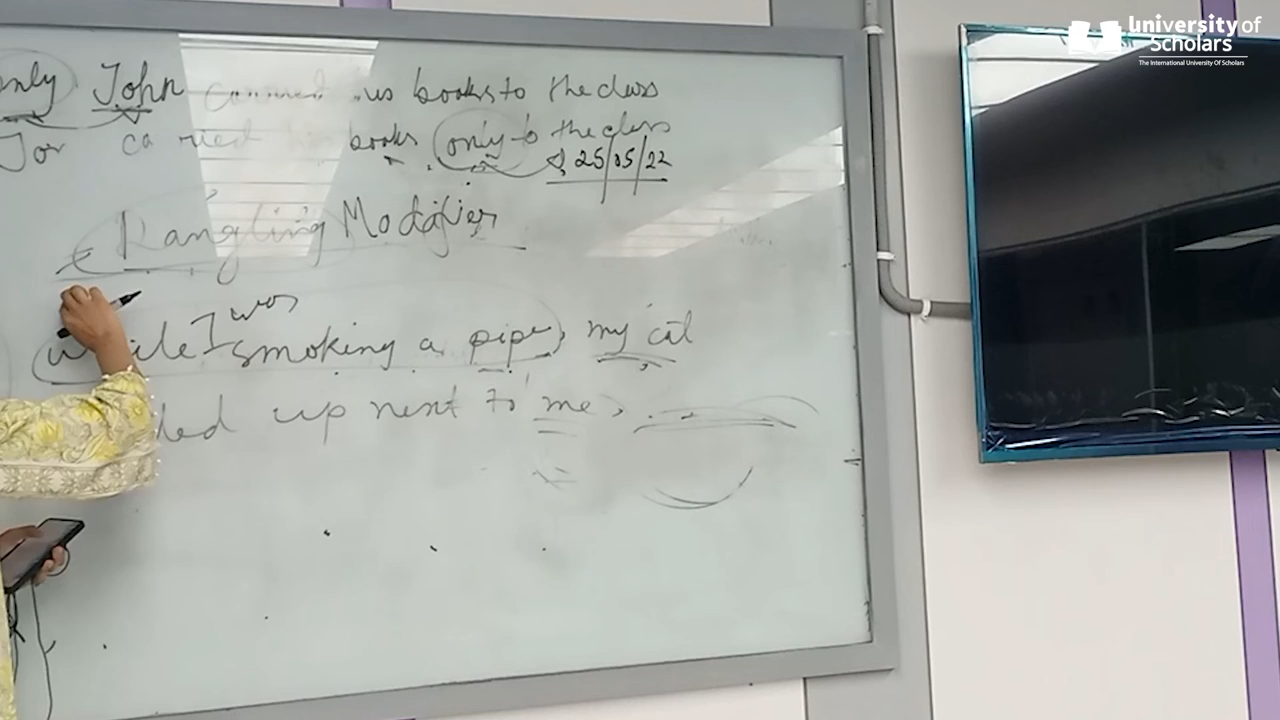 University of
Scholars
The International University Of Scholars
only John carried his books to the class
carried his books only to the class
25/05/22
Dangling Modifier
was
while I smoking a pipe, my cat
up next to me,